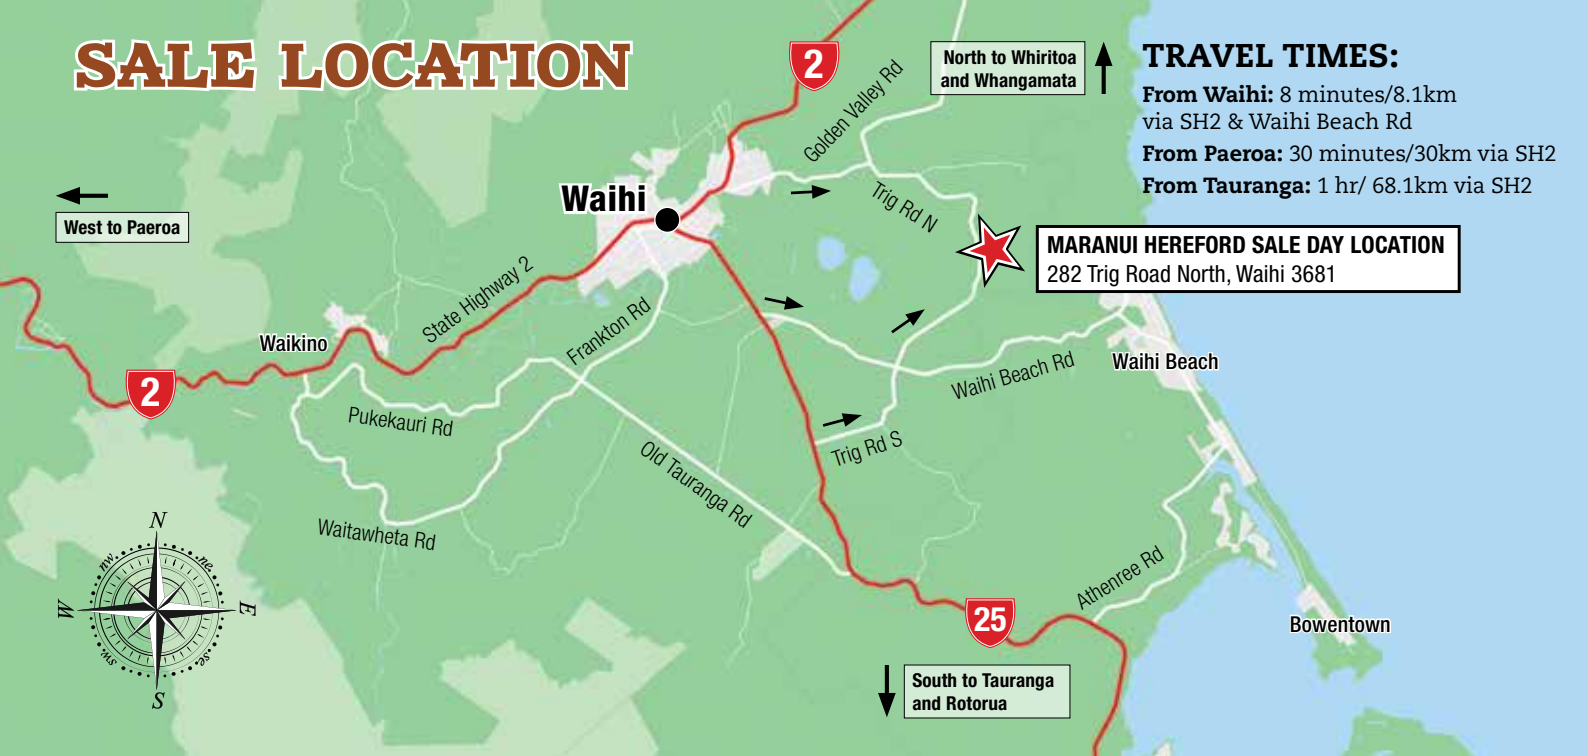 SALE LOCATION
2
Golden Valley Rd
North to Whiritoa
and Whangamata
TRAVEL TIMES:
From Waihi: 8 minutes/8.1km
via SH2 & Waihi Beach Rd
From Paeroa: 30 minutes/30km via SH2
From Tauranga: 1 hr/ 68.1km via SH2
West to Paeroa
Waihi
Trig Rd N
MARANUI HEREFORD SALE DAY LOCATION
282 Trig Road North, Waihi 3681
State Highway 2
Waikino
Frankton Rd
Waihi Beach
Waihi Beach Rd
2
Pukekauri Rd
Trig Rd S
Old Tauranga Rd
Waitawheta Rd
N
nw
ne
W
E
sw
se
S
Athenree Rd
25
Bowentown
South to Tauranga
and Rotorua